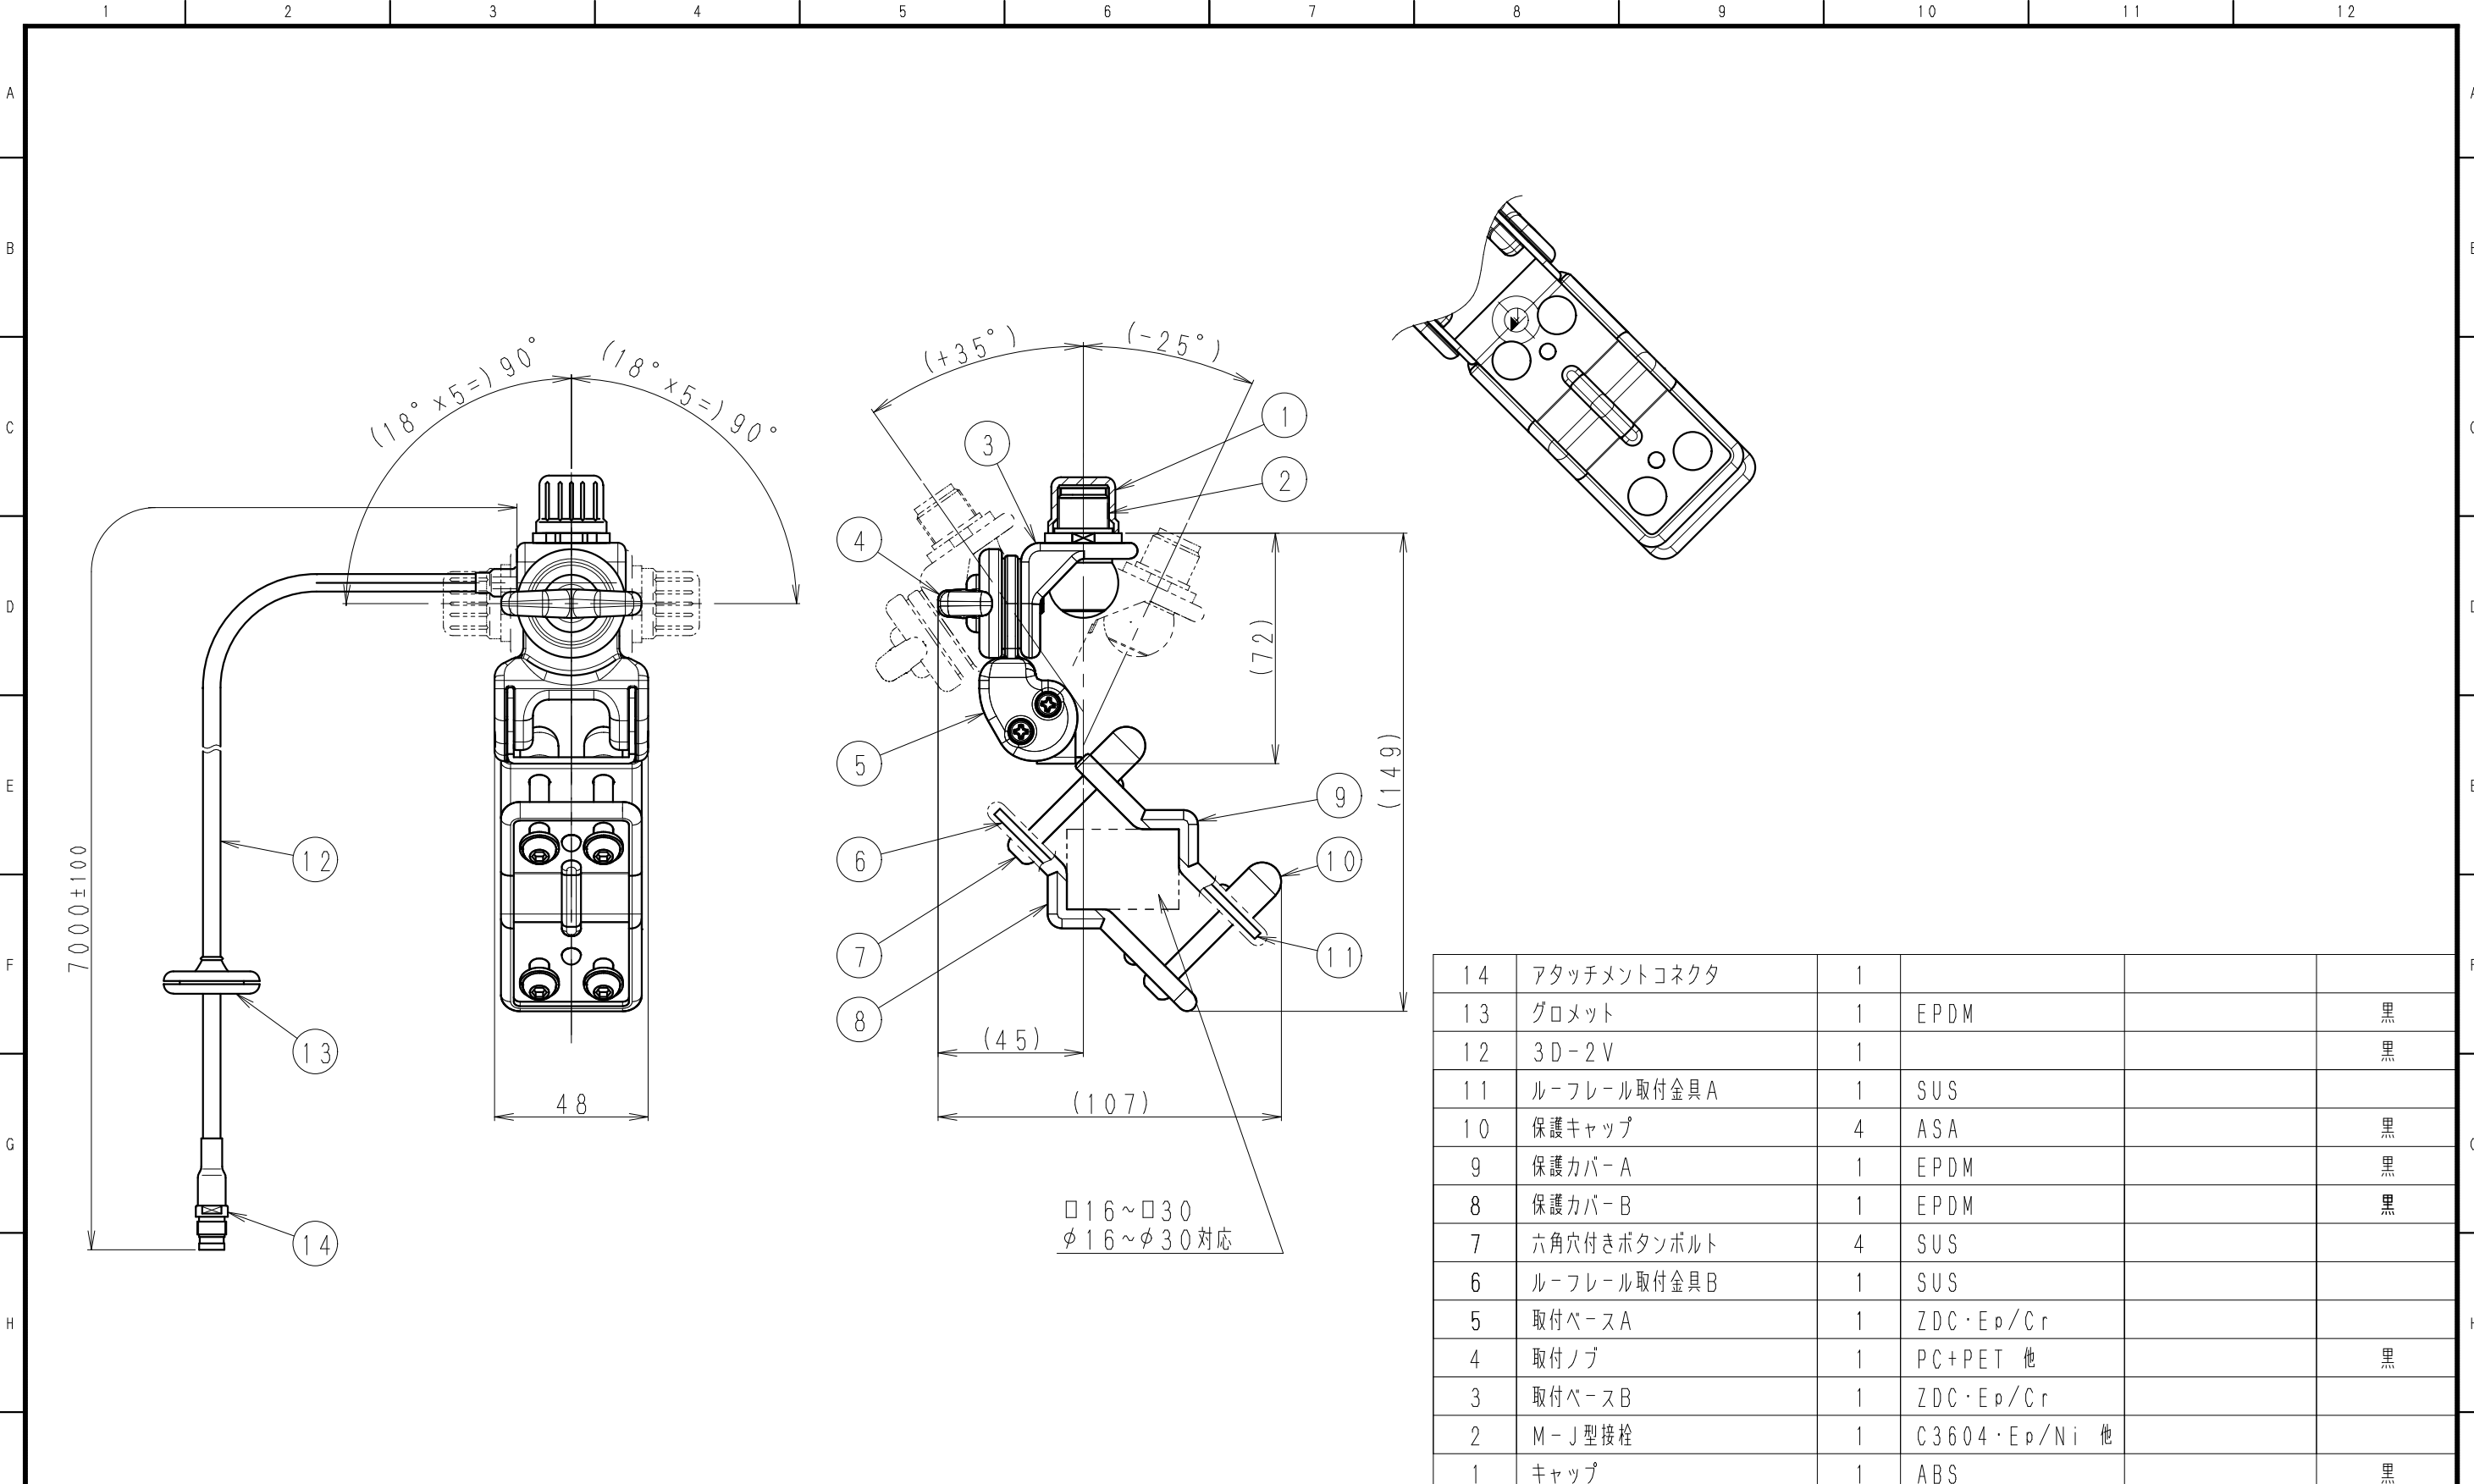 1 2 3 4 5 6 7 8 9 10 11 12
A
B
C
D
E
F
G
H
(18°×5=)90°
(18°×5=)90°
7000±100
12
13
14
48
(+35°)
(-25°)
1
2
3
4
5
6
7
8
9
10
11
(72)
(149)
(45)
(107)
□16~□30
φ16~φ30対応
14 アタッチメントコネクタ 1
13 グロメット 1 EPDM 黒
12 3D-2V 1 黒
11 ルーフレール取付金具A 1 SUS
10 保護キャップ 4 ASA 黒
9 保護カバーA 1 EPDM 黒
8 保護カバーB 1 EPDM 黒
7 六角穴付きボタンボルト 4 SUS
6 ルーフレール取付金具B 1 SUS
5 取付ベースA 1 ZDC・Ep/Cr
4 取付ノブ 1 PC+PET 他 黒
3 取付ベースB 1 ZDC・Ep/Cr
2 M-J型接栓 1 C3604・Ep/Ni 他
1 キャップ 1 ABS 黒